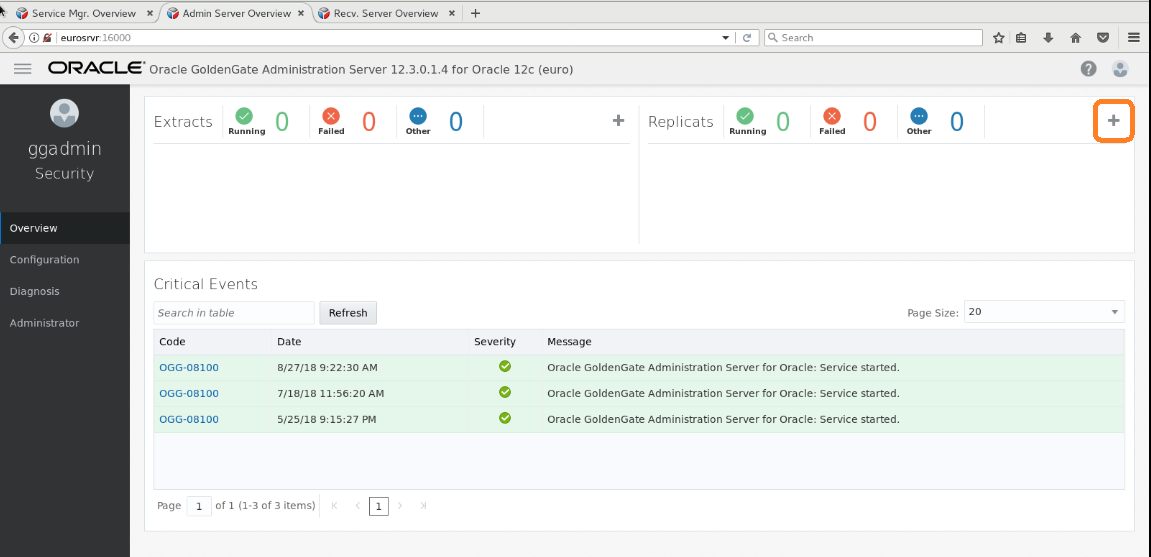 Service Mgr. Overview × Admin Server Overview × Recv. Server Overview × +
eurosrvr:16000 Search
ORACLE Oracle GoldenGate Administration Server 12.3.0.1.4 for Oracle 12c (euro)
ggadmin
Security
Overview
Configuration
Diagnosis
Administrator
Extracts Running 0 Failed 0 Other 0 +
Replicats Running 0 Failed 0 Other 0 +
Critical Events
Search in table Refresh Page Size: 20
Code Date Severity Message
OGG-08100 8/27/18 9:22:30 AM Oracle GoldenGate Administration Server for Oracle: Service started.
OGG-08100 7/18/18 11:56:20 AM Oracle GoldenGate Administration Server for Oracle: Service started.
OGG-08100 5/25/18 9:15:27 PM Oracle GoldenGate Administration Server for Oracle: Service started.
Page 1 of 1 (1-3 of 3 items) 1